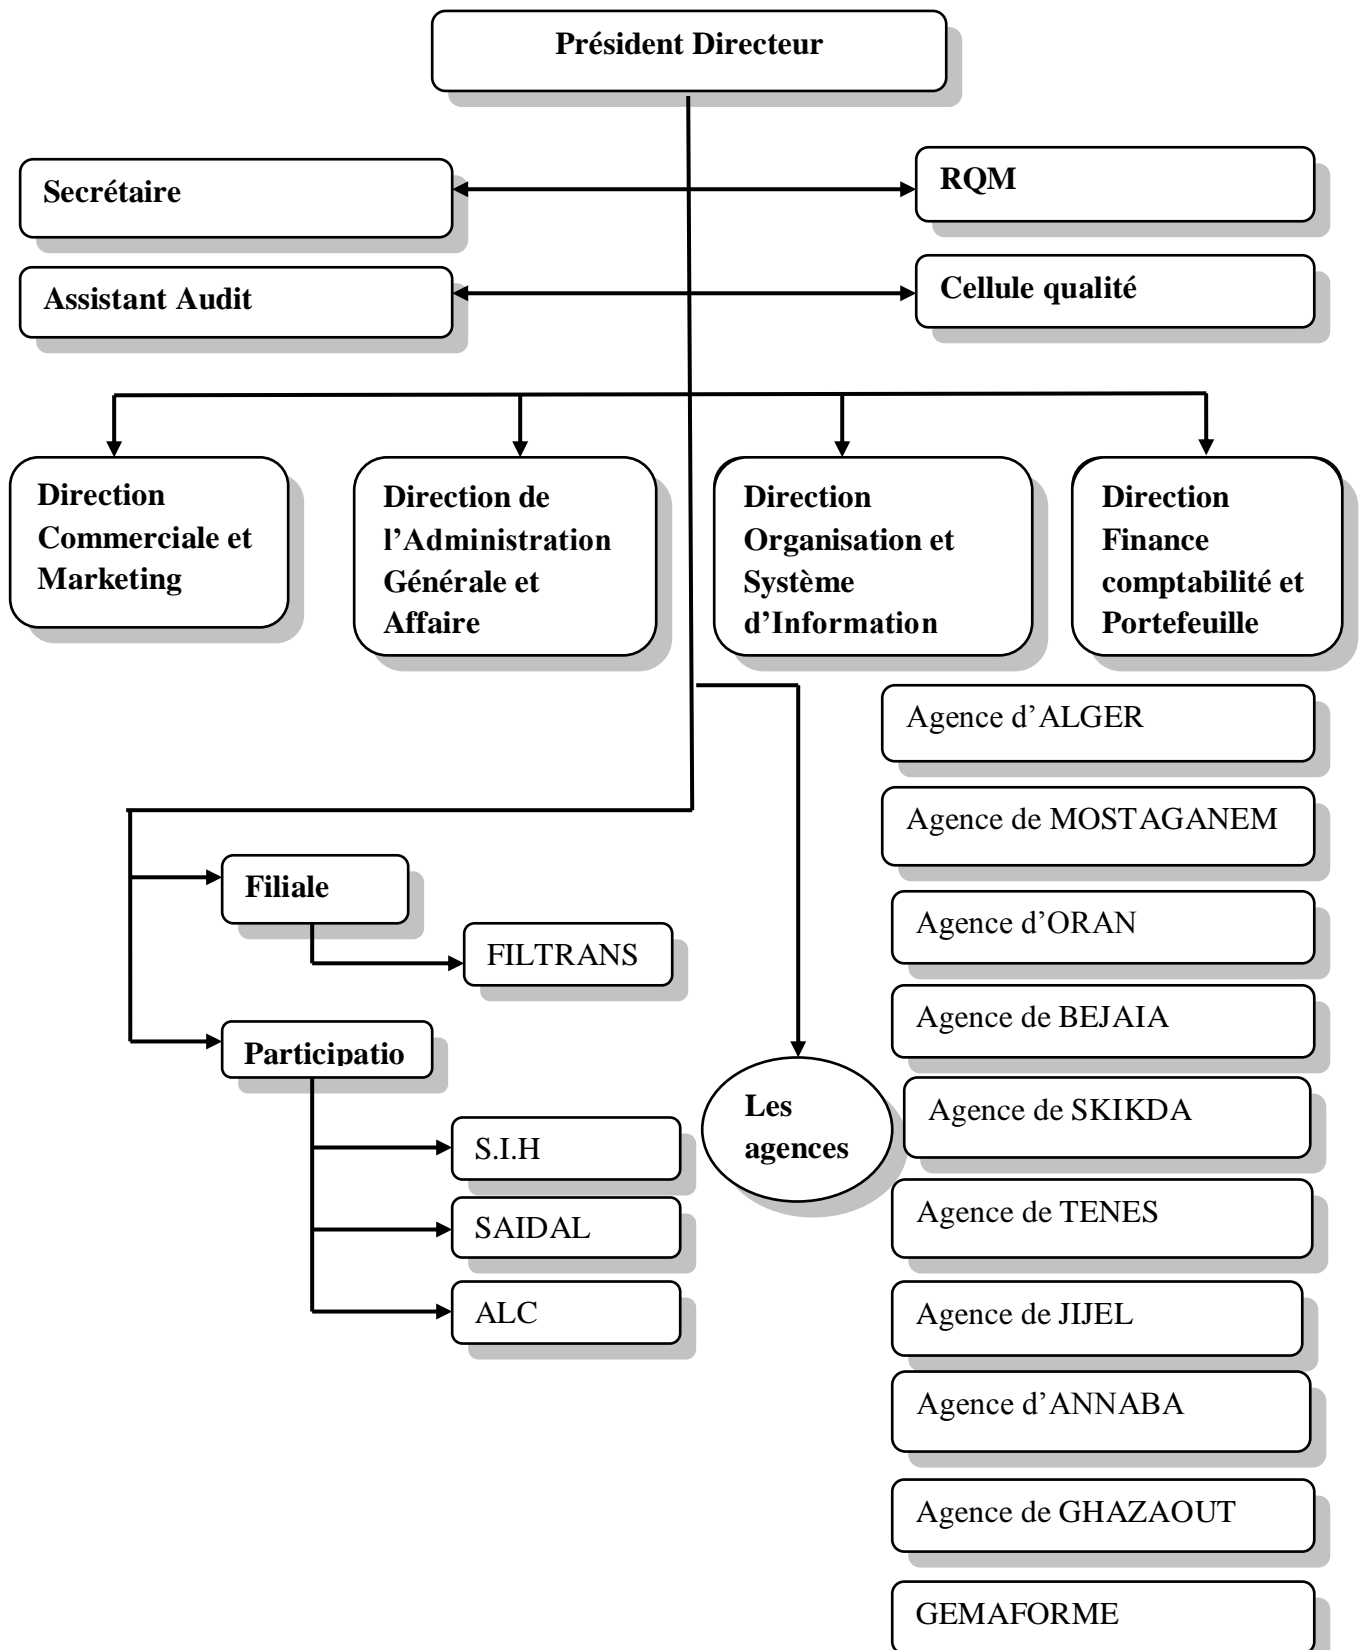 Président Directeur
Secrétaire
RQM
Assistant Audit
Cellule qualité
Direction
Commerciale et
Marketing
Direction de
l’Administration
Générale et
Affaire
Direction
Organisation et
Système
d’Information
Direction
Finance
comptabilité et
Portefeuille
Filiale
FILTRANS
Participatio
S.I.H
SAIDAL
ALC
Les
agences
Agence d’ALGER
Agence de MOSTAGANEM
Agence d’ORAN
Agence de BEJAIA
Agence de SKIKDA
Agence de TENES
Agence de JIJEL
Agence d’ANNABA
Agence de GHAZAOUT
GEMAFORME